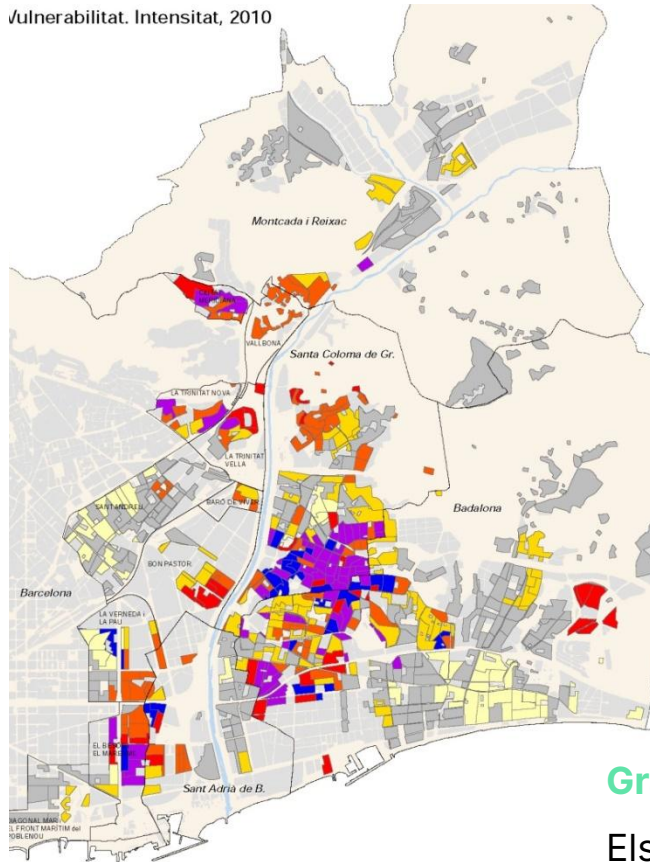 Vulnerabilitat. Intensitat, 2010
Montcada i Reixac
VALLBONA
Santa Coloma de Gr.
LA TRINITAT NOVA
LA TRINITAT
VELLA
BARÓ DE VIVER
SANT ANDREU
Badalona
BON PASTOR
Barcelona
LA VERNEDA i
LA PAU
EL BESÒS i
EL MARESME
Sant Adrià de B.
DIAGONAL MAR i
EL FRONT MARÍTIM del
POBLENOU
Gr
Els